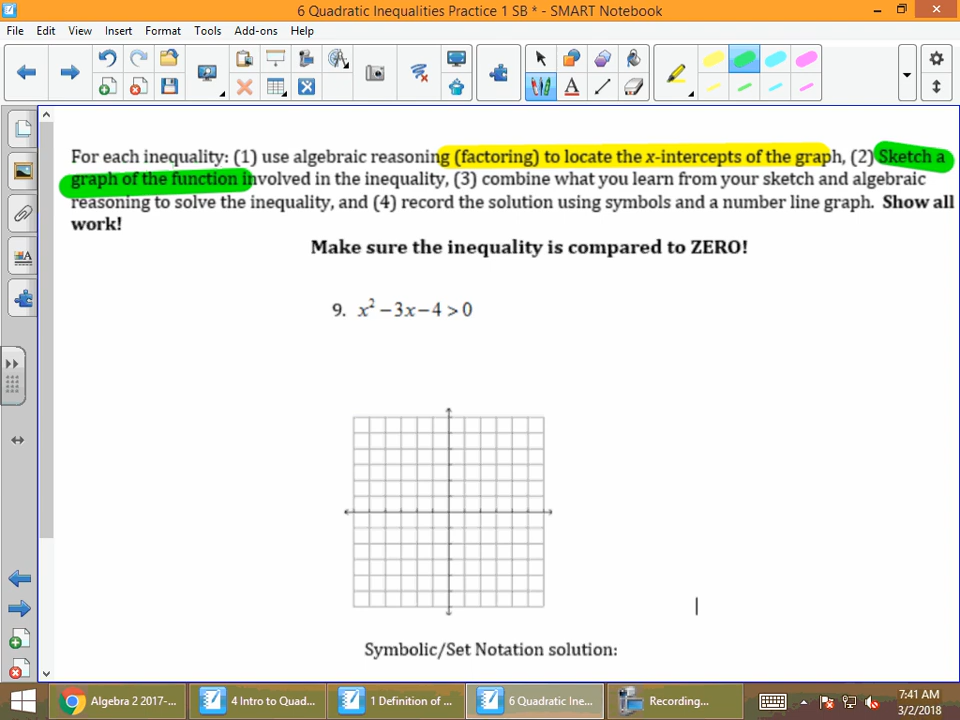 6 Quadratic Inequalities Practice 1 SB * - SMART Notebook
File Edit View Insert Format Tools Add-ons Help
For each inequality: (1) use algebraic reasoning (factoring) to locate the x-intercepts of the graph, (2) Sketch a
graph of the function involved in the inequality, (3) combine what you learn from your sketch and algebraic
reasoning to solve the inequality, and (4) record the solution using symbols and a number line graph. Show all
work!
Make sure the inequality is compared to ZERO!
9. x² − 3x − 4 > 0
Symbolic/Set Notation solution:
Algebra 2 2017-... 4 Intro to Quad... 1 Definition of ... 6 Quadratic Ine... Recording...
7:41 AM
3/2/2018